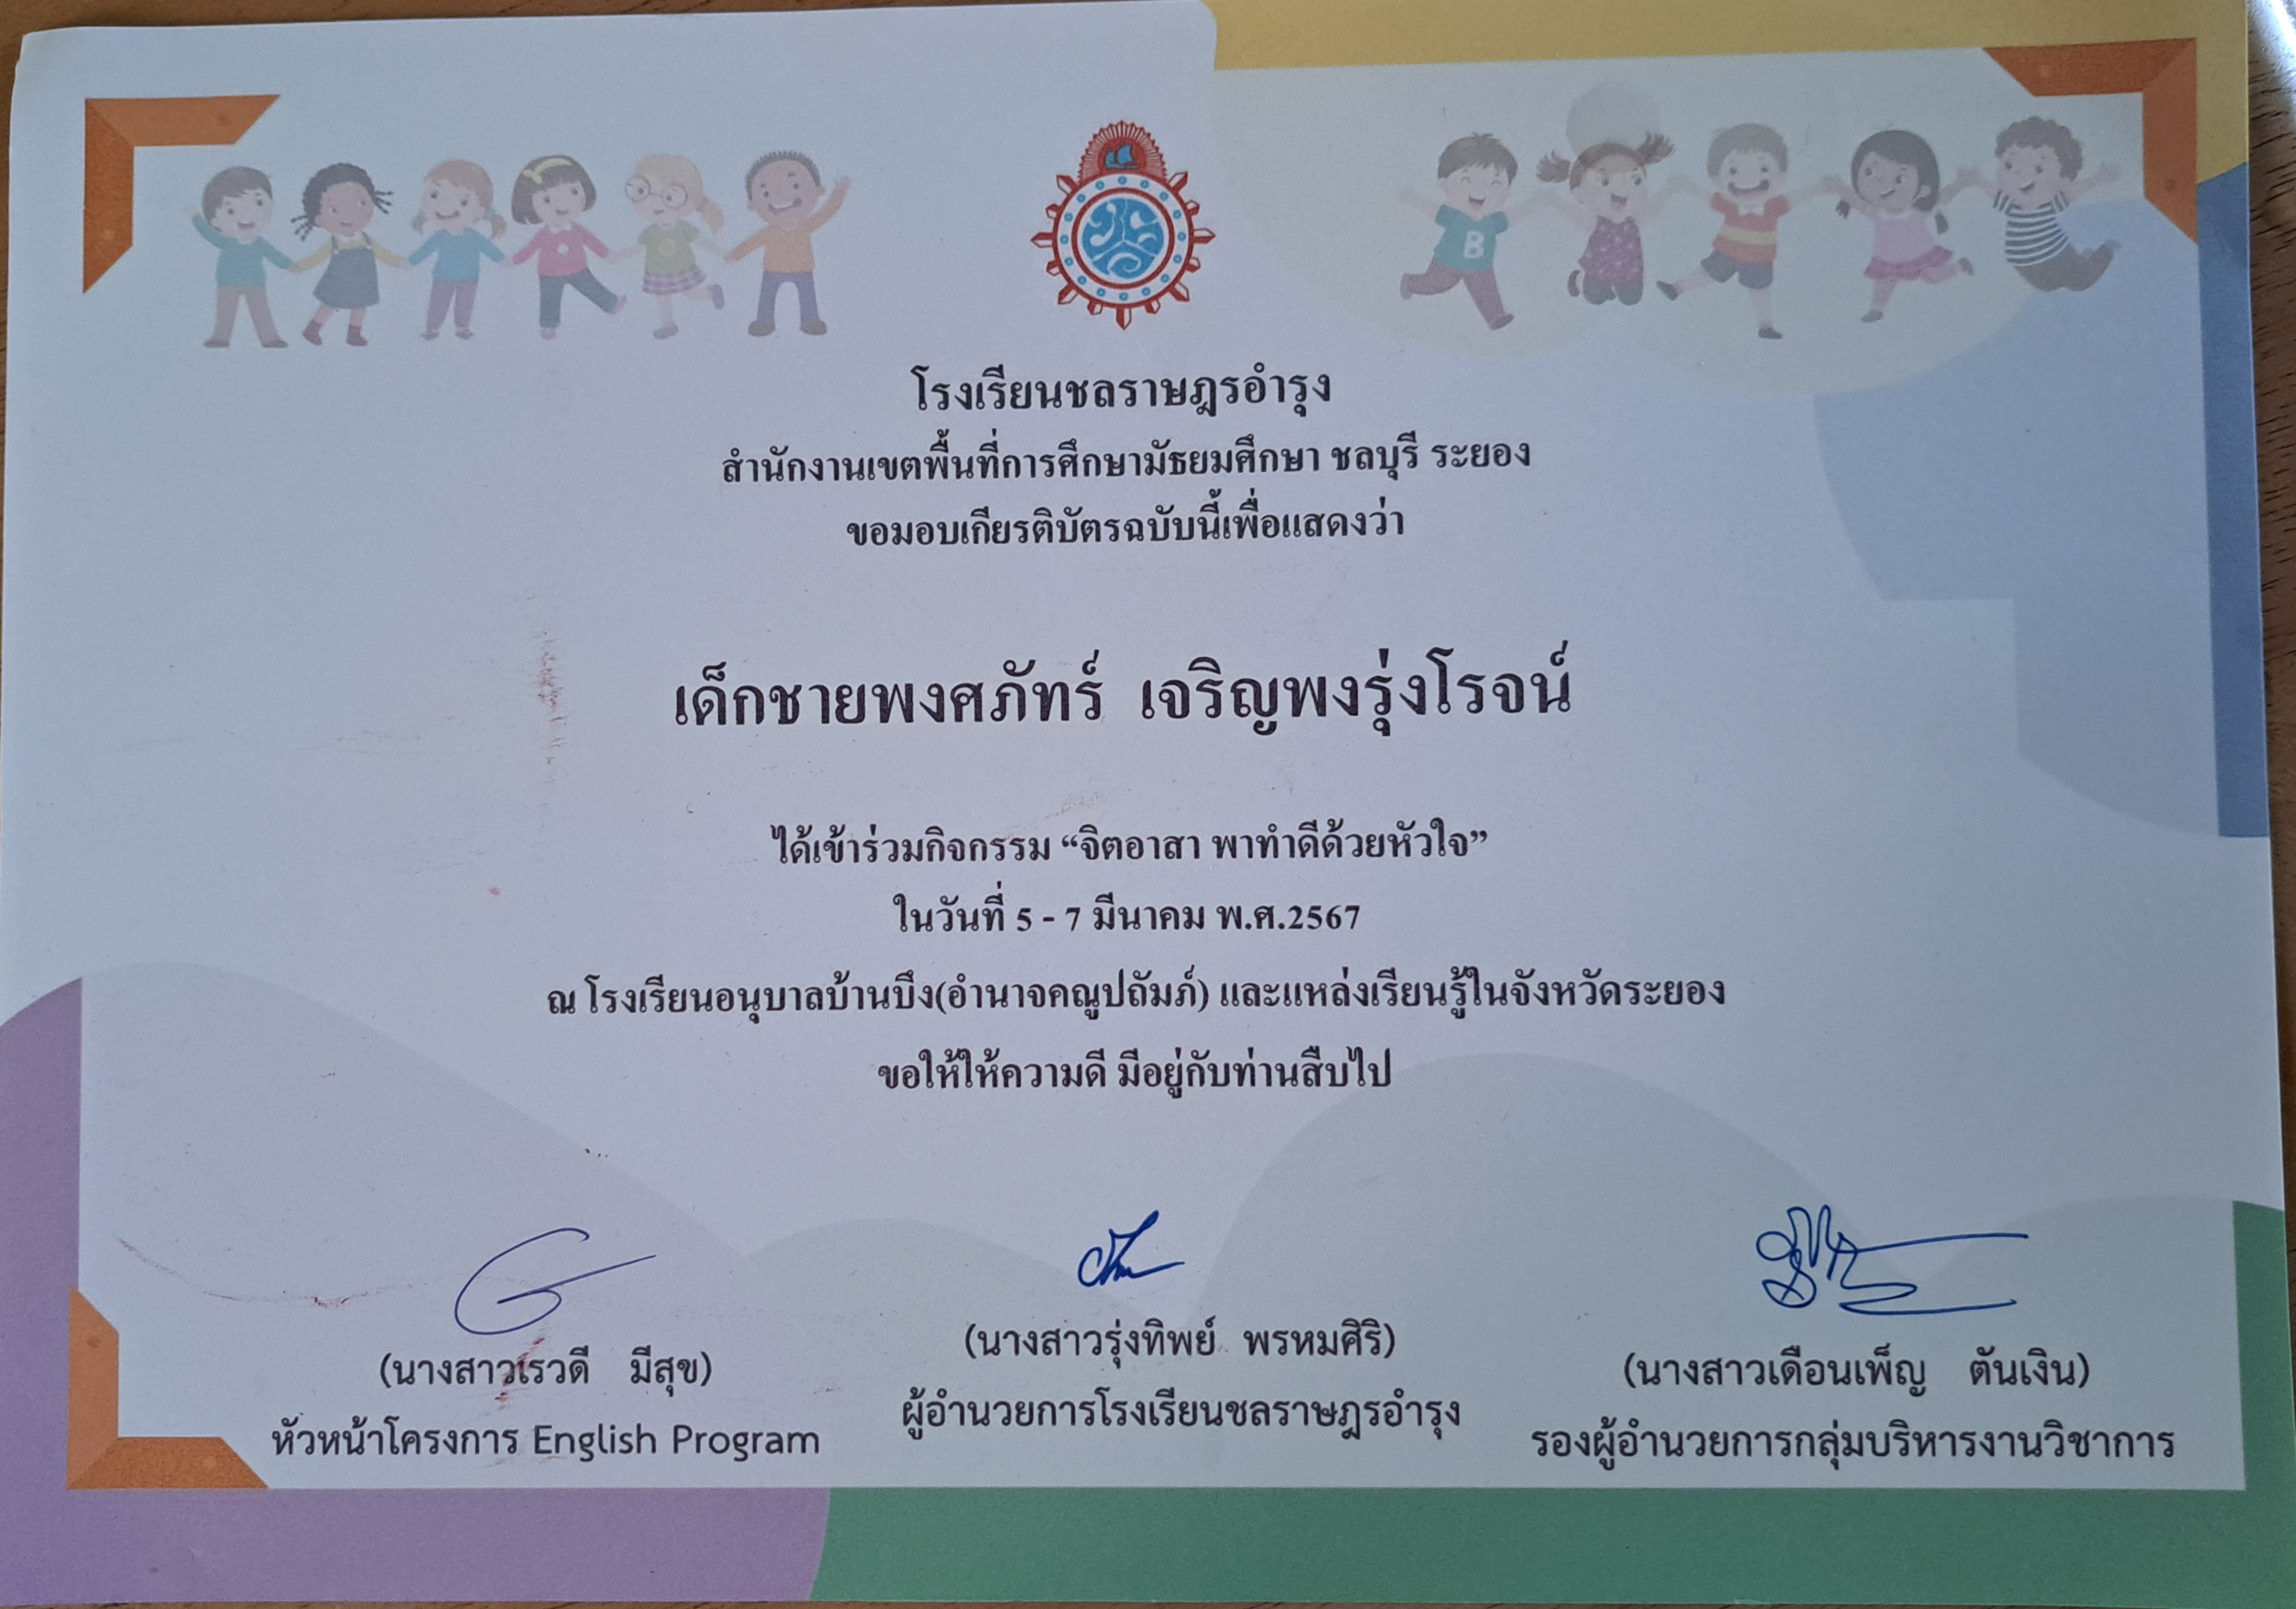 โรงเรียนชลราษฎรอำรุง
สำนักงานเขตพื้นที่การศึกษามัธยมศึกษา ชลบุรี ระยอง
ขอมอบเกียรติบัตรฉบับนี้เพื่อแสดงว่า
เด็กชายพงศภัทร์ เจริญพงรุ่งโรจน์
ได้เข้าร่วมกิจกรรม “จิตอาสา พาทำดีด้วยหัวใจ”
ในวันที่ 5 - 7 มีนาคม พ.ศ.2567
ณ โรงเรียนอนุบาลบ้านบึง(อำนาจคณูปถัมภ์) และแหล่งเรียนรู้ในจังหวัดระยอง
ขอให้ให้ความดี มีอยู่กับท่านสืบไป
(นางสาวเรวดี มีสุข)
หัวหน้าโครงการ English Program
(นางสาวรุ่งทิพย์ พรหมศิริ)
ผู้อำนวยการโรงเรียนชลราษฎรอำรุง
(นางสาวเดือนเพ็ญ ตันเงิน)
รองผู้อำนวยการกลุ่มบริหารงานวิชาการ
B